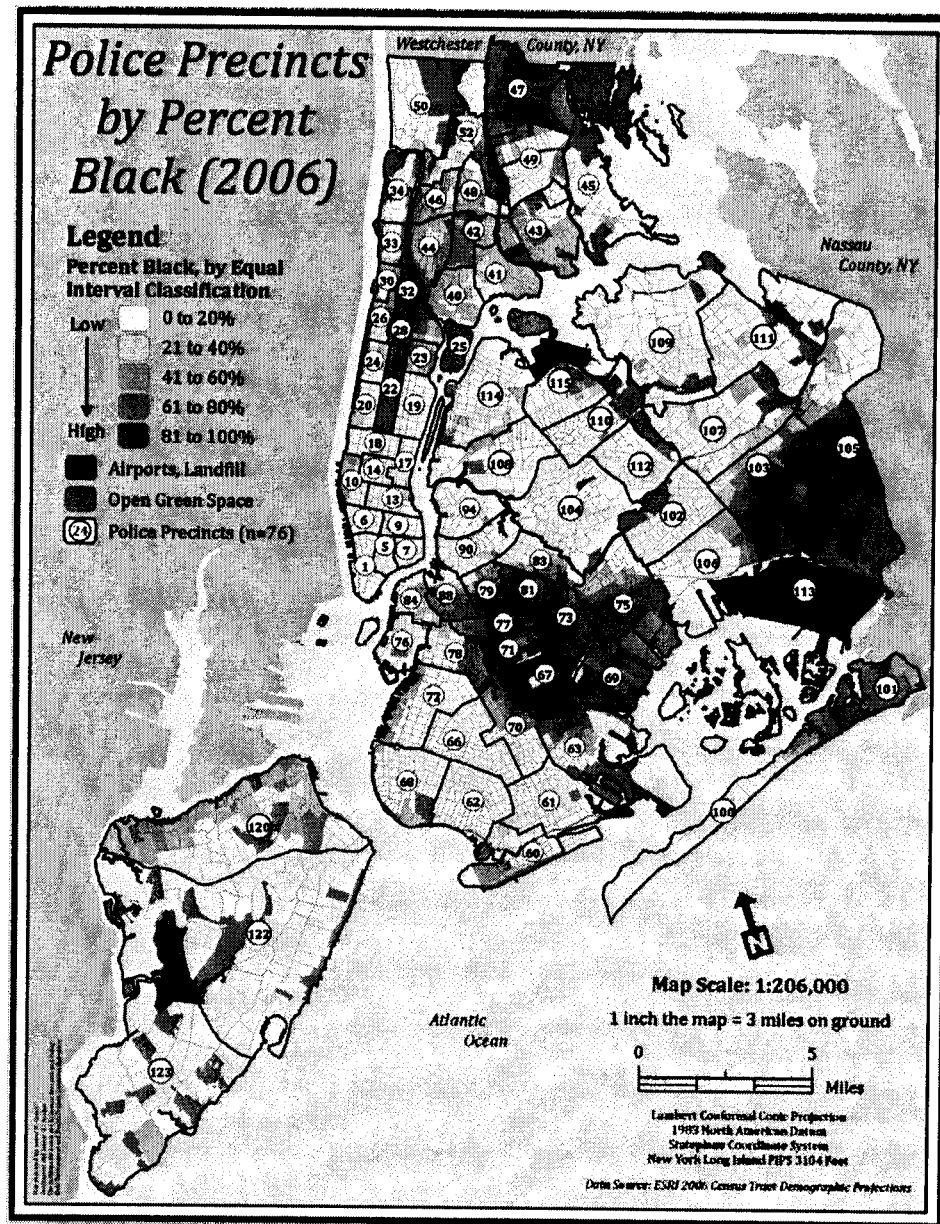 Westchester County, NY
Police Precincts
by Percent
Black (2006)
Legend
Percent Black, by Equal
Interval Classification
Low
0 to 20%
21 to 40%
41 to 60%
61 to 80%
High
81 to 100%
Airports, Landfill
Open Green Space
24 Police Precincts (n=76)
Nassau
County, NY
New
Jersey
50
47
52
49
45
34
46
48
42
43
33
44
41
30
32
40
26
28
25
24
23
22
20
19
18
17
14
10
13
6
9
5
7
1
109
111
114
115
110
107
105
103
108
112
104
102
106
113
94
90
83
84
88
79
81
75
73
77
76
78
71
67
69
72
70
66
63
68
62
61
60
101
100
120
122
123
N
Map Scale: 1:206,000
1 inch the map = 3 miles on ground
0 5
Miles
Atlantic
Ocean
Lambert Conformal Conic Projection
1983 North American Datum
Stateplane Coordinate System
New York Long Island FIPS 3104 Feet
Data Source: ESRI 2006 Census Tract Demographic Projections